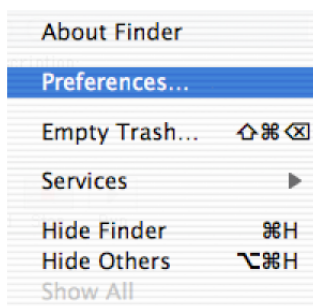 About Finder
Preferences...
Empty Trash... ⇧⌘⌫
Services ▶
Hide Finder ⌘H
Hide Others ⌥⌘H
Show All